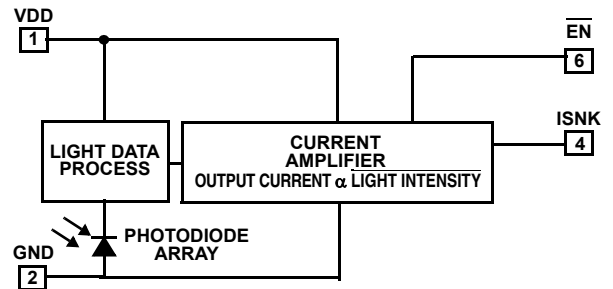 VDD
1
EN
6
ISNK
4
LIGHT DATA
PROCESS
CURRENT
AMPLIFIER
OUTPUT CURRENT α LIGHT INTENSITY
PHOTODIODE
ARRAY
GND
2